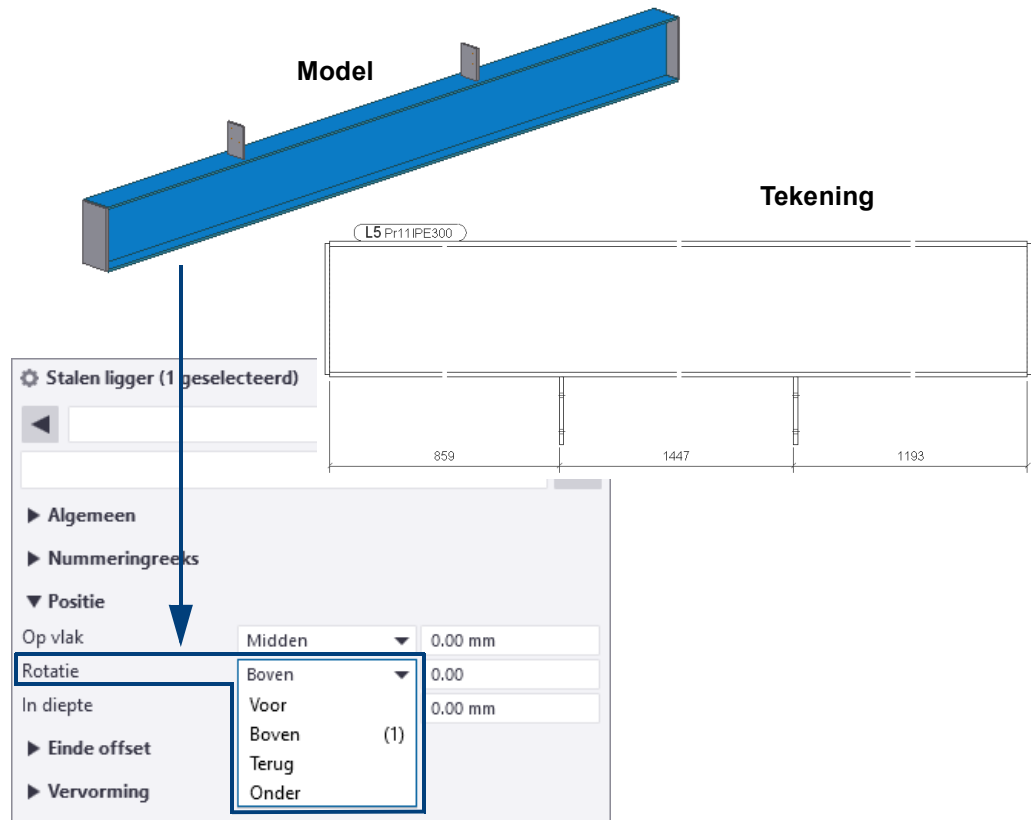 Model
Tekening
L5 Pr11IPE300
859 1447 1193
Stalen ligger (1 geselecteerd)
Algemeen
Nummeringreeks
Positie
Op vlak Midden 0.00 mm
Rotatie Boven 0.00
In diepte 0.00 mm
Voor
Boven (1)
Terug
Onder
Einde offset
Vervorming